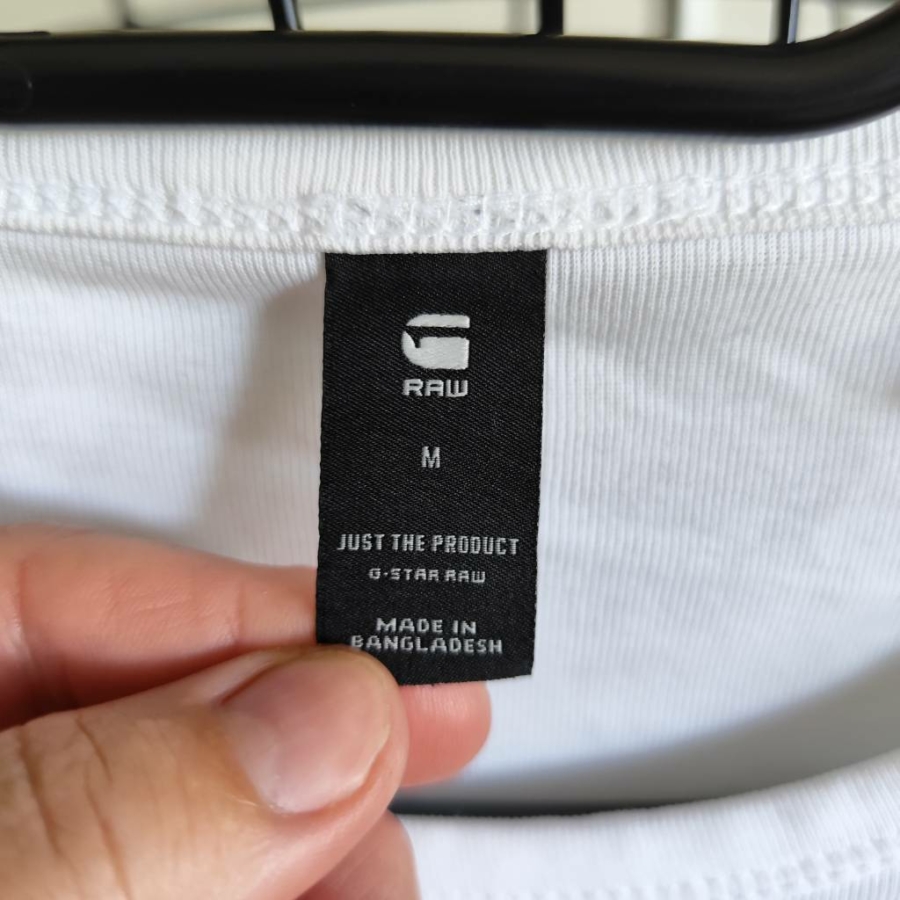 G
RAW
M
JUST THE PRODUCT
G-STAR RAW
MADE IN
BANGLADESH